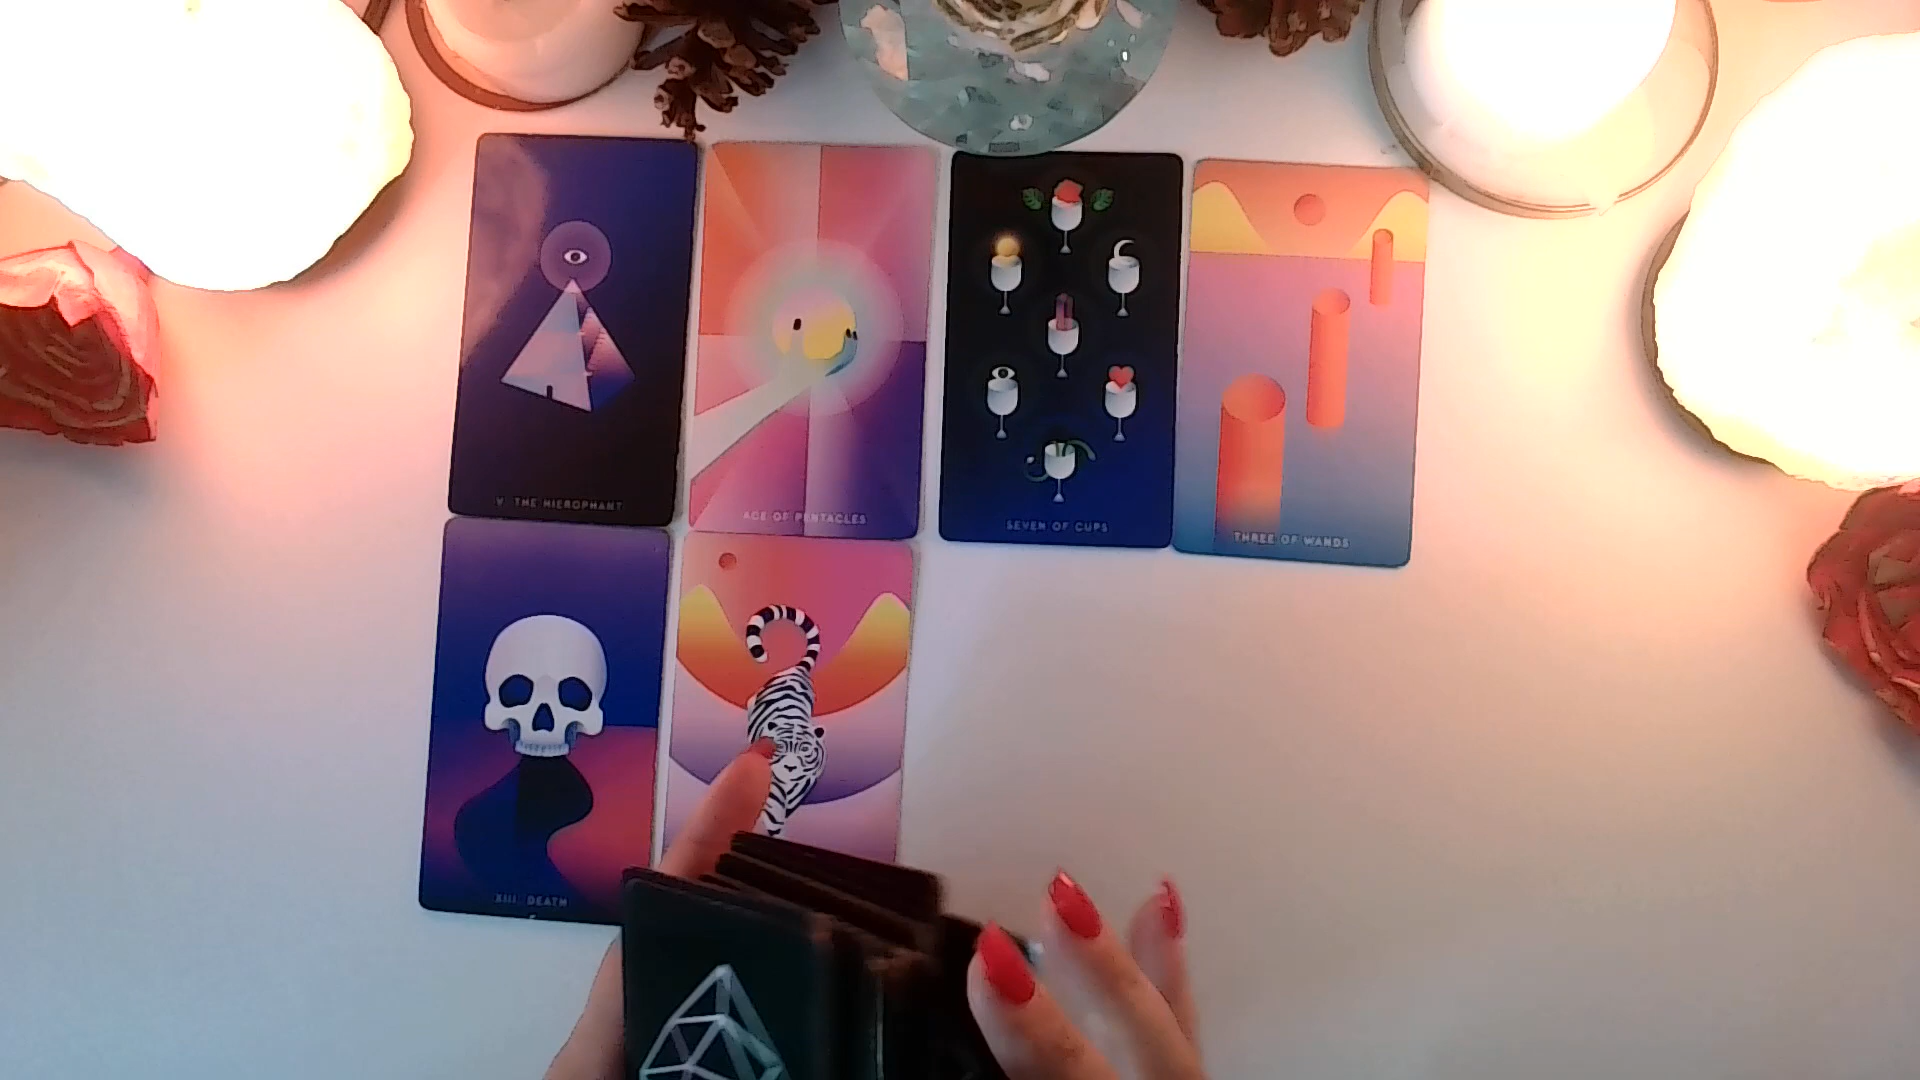 V. THE HIEROPHANT
ACE OF PENTACLES
SEVEN OF CUPS
THREE OF WANDS
XIII. DEATH